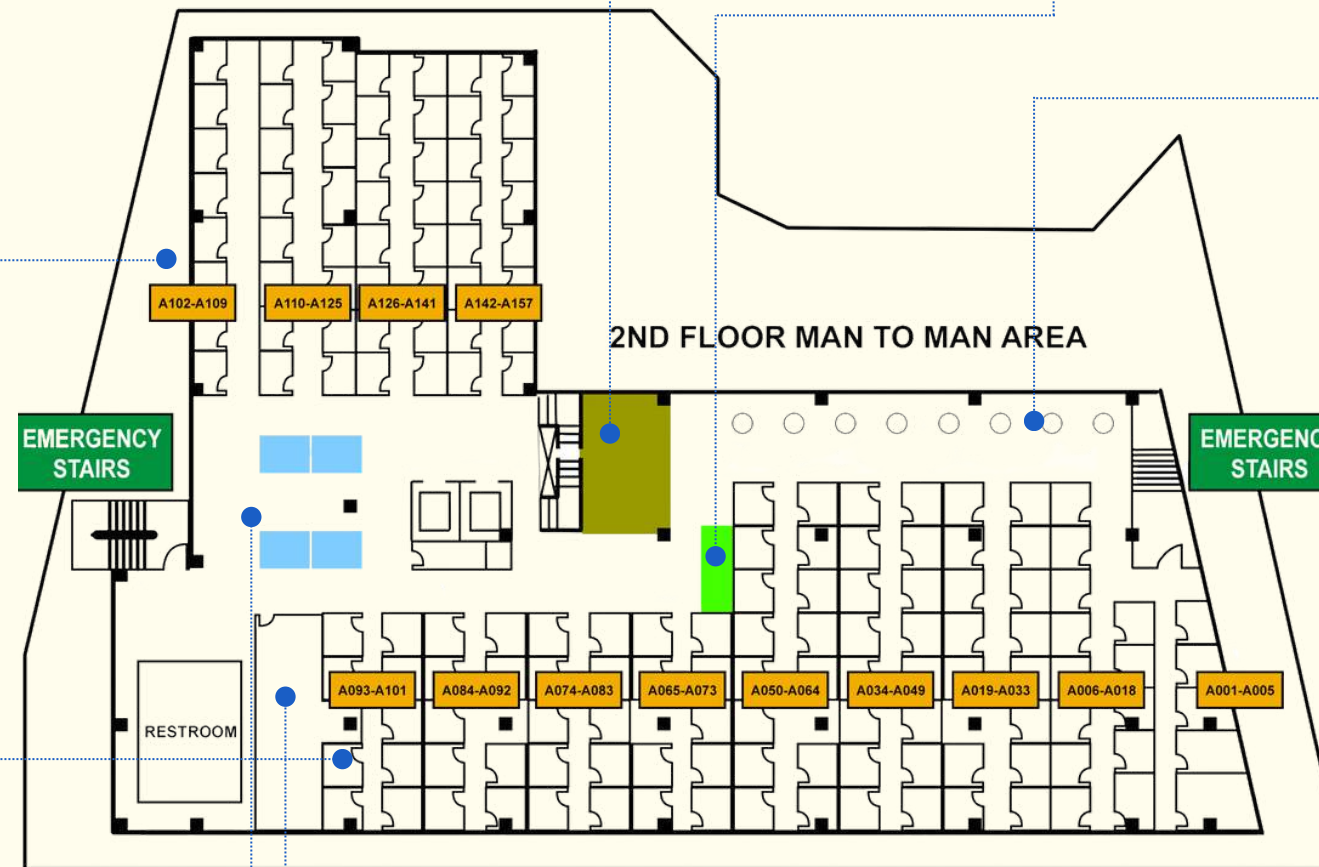 A102-A109
A110-A125
A126-A141
A142-A157
2ND FLOOR MAN TO MAN AREA
EMERGENCY
STAIRS
EMERGENC
STAIRS
A093-A101
A084-A092
A074-A083
A065-A073
A050-A064
A034-A049
A019-A033
A006-A018
A001-A005
RESTROOM